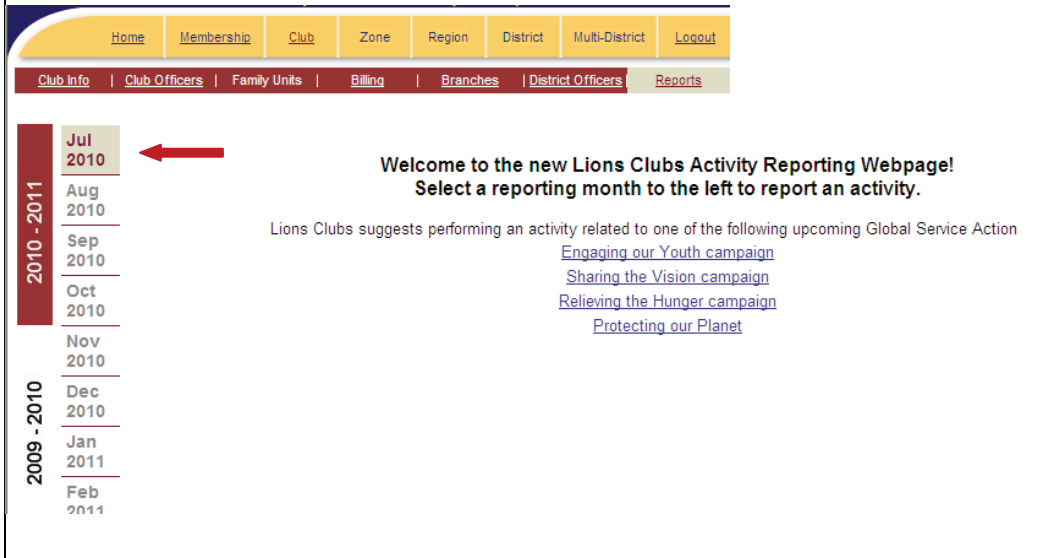 Home Membership Club Zone Region District Multi-District Logout
Club Info | Club Officers | Family Units | Billing | Branches | District Officers | Reports
2010 - 2011
2009 - 2010
Jul
2010
Aug
2010
Sep
2010
Oct
2010
Nov
2010
Dec
2010
Jan
2011
Feb
2011
Welcome to the new Lions Clubs Activity Reporting Webpage!
Select a reporting month to the left to report an activity.
Lions Clubs suggests performing an activity related to one of the following upcoming Global Service Action
Engaging our Youth campaign
Sharing the Vision campaign
Relieving the Hunger campaign
Protecting our Planet